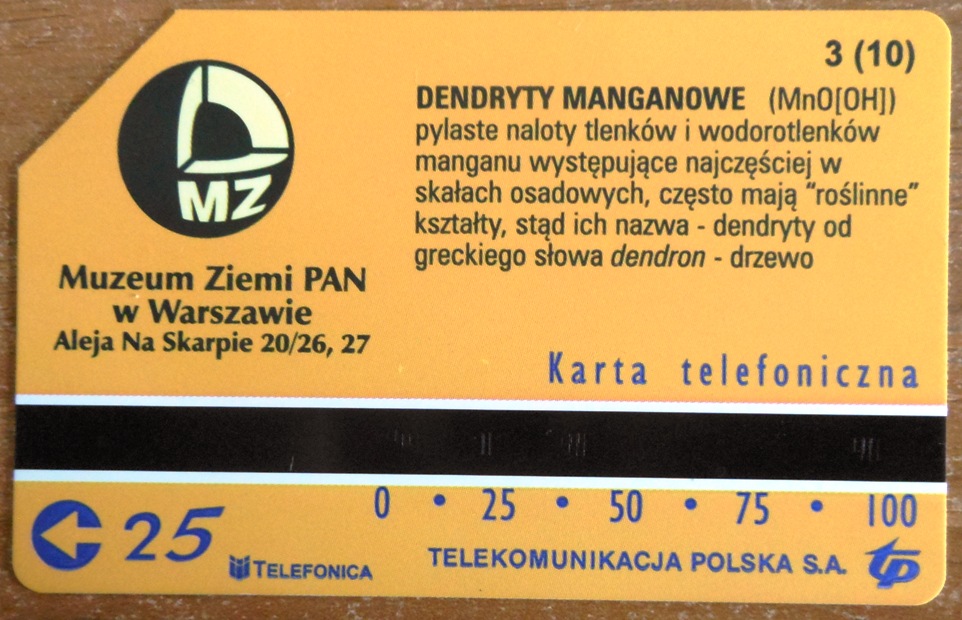 3 (10)
DENDRYTY MANGANOWE (MnO[OH])
pylaste naloty tlenków i wodorotlenków
manganu występujące najczęściej w
skałach osadowych, często mają "roślinne"
kształty, stąd ich nazwa - dendryty od
greckiego słowa dendron - drzewo
MZ
Muzeum Ziemi PAN
w Warszawie
Aleja Na Skarpie 20/26, 27
Karta telefoniczna
0 • 25 • 50 • 75 • 100
25
TELEFONICA
TELEKOMUNIKACJA POLSKA S.A.
tp